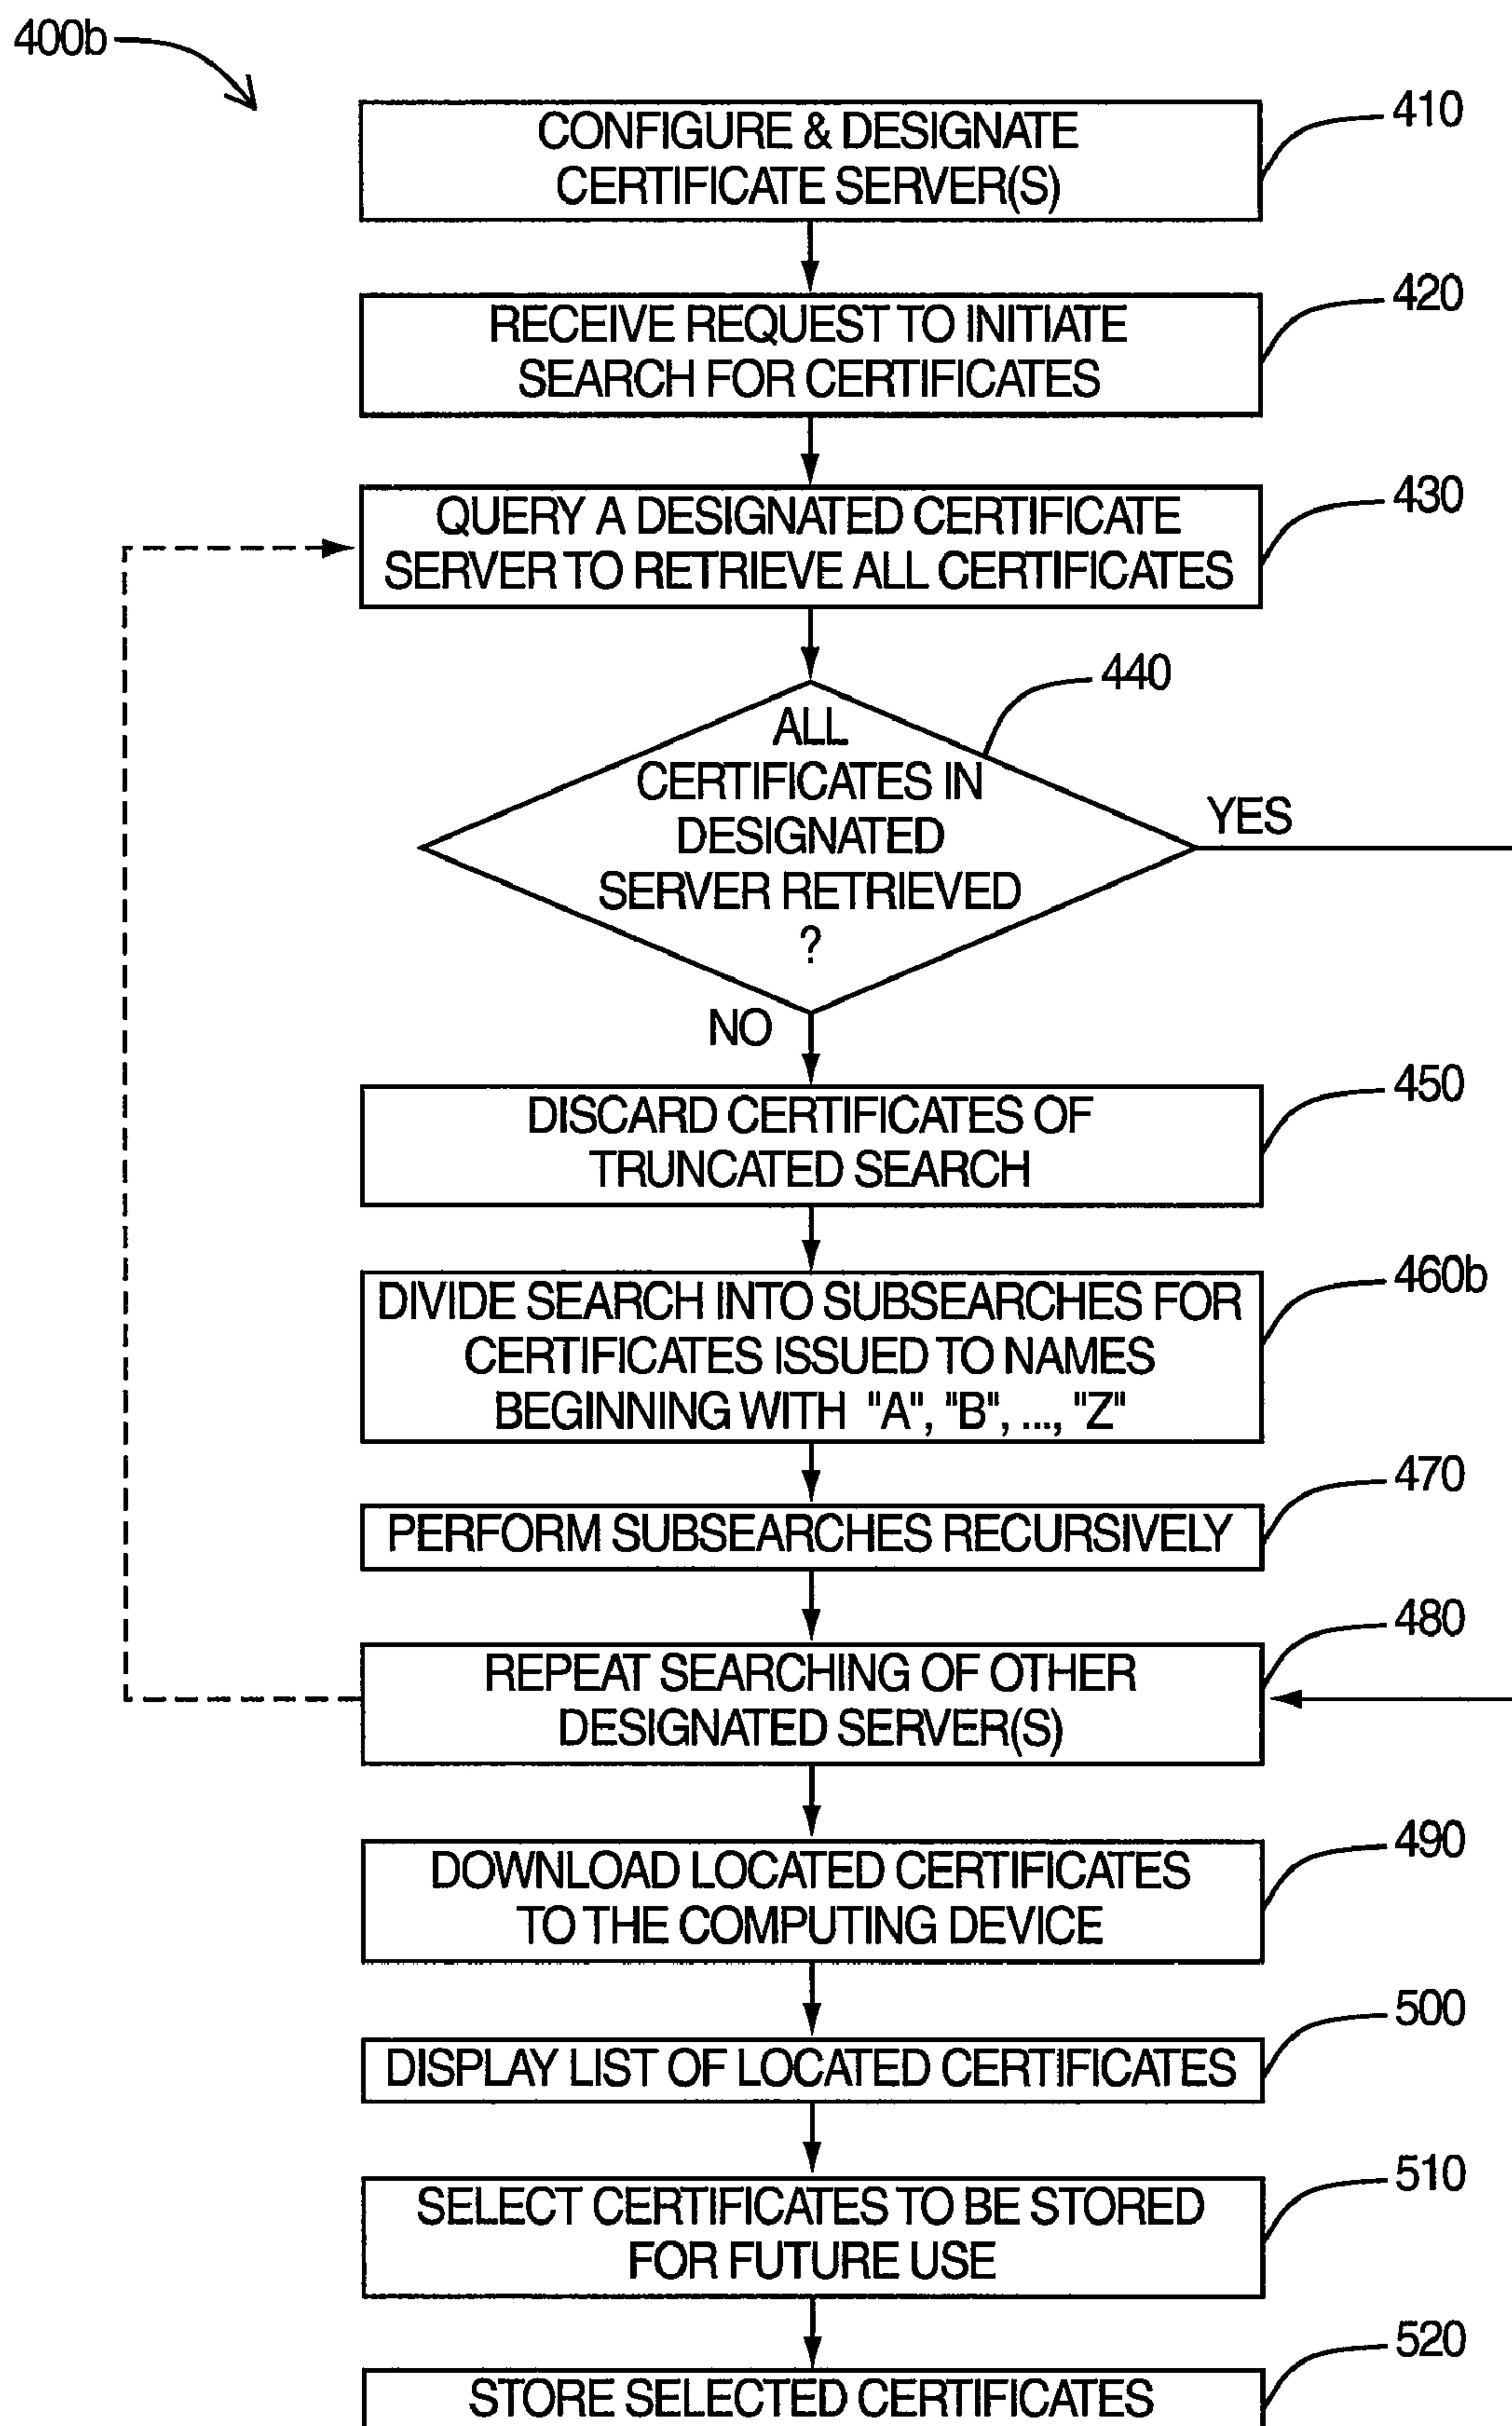 400b
CONFIGURE & DESIGNATE
CERTIFICATE SERVER(S)
410
RECEIVE REQUEST TO INITIATE
SEARCH FOR CERTIFICATES
420
QUERY A DESIGNATED CERTIFICATE
SERVER TO RETRIEVE ALL CERTIFICATES
430
440
ALL
CERTIFICATES IN
DESIGNATED
SERVER RETRIEVED
?
YES
NO
DISCARD CERTIFICATES OF
TRUNCATED SEARCH
450
DIVIDE SEARCH INTO SUBSEARCHES FOR
CERTIFICATES ISSUED TO NAMES
BEGINNING WITH "A", "B", ..., "Z"
460b
PERFORM SUBSEARCHES RECURSIVELY
470
REPEAT SEARCHING OF OTHER
DESIGNATED SERVER(S)
480
DOWNLOAD LOCATED CERTIFICATES
TO THE COMPUTING DEVICE
490
DISPLAY LIST OF LOCATED CERTIFICATES
500
SELECT CERTIFICATES TO BE STORED
FOR FUTURE USE
510
STORE SELECTED CERTIFICATES
520